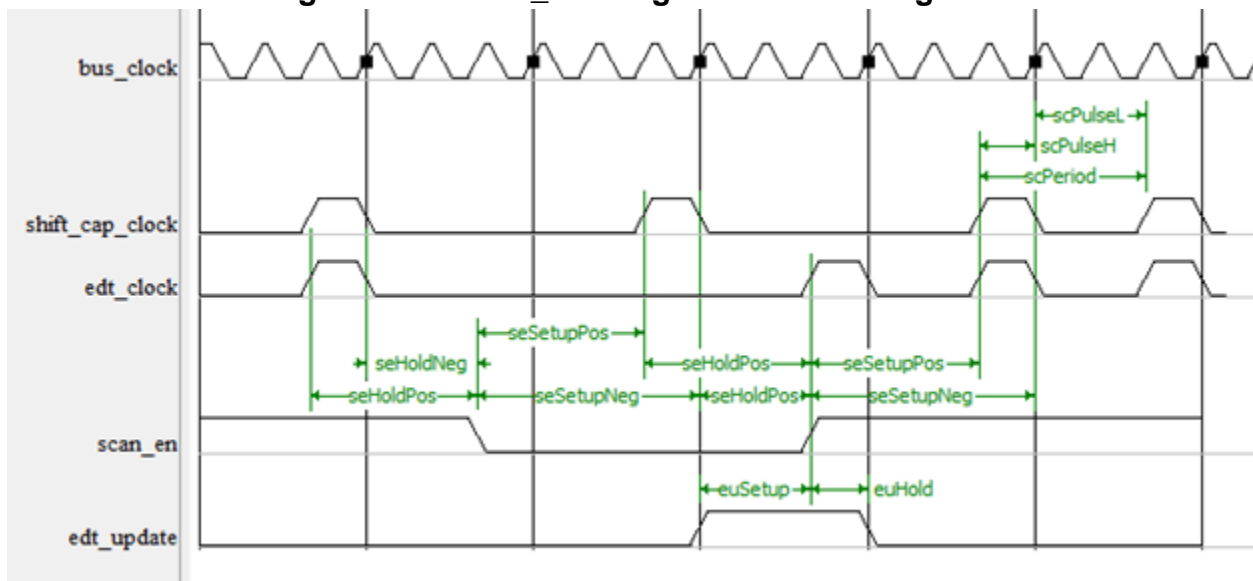 bus_clock
scPulseL
scPulseH
scPeriod
shift_cap_clock
edt_clock
seSetupPos
seHoldNeg
seHoldPos
seSetupPos
seHoldPos
seSetupNeg
seHoldPos
seSetupNeg
scan_en
euSetup
euHold
edt_update